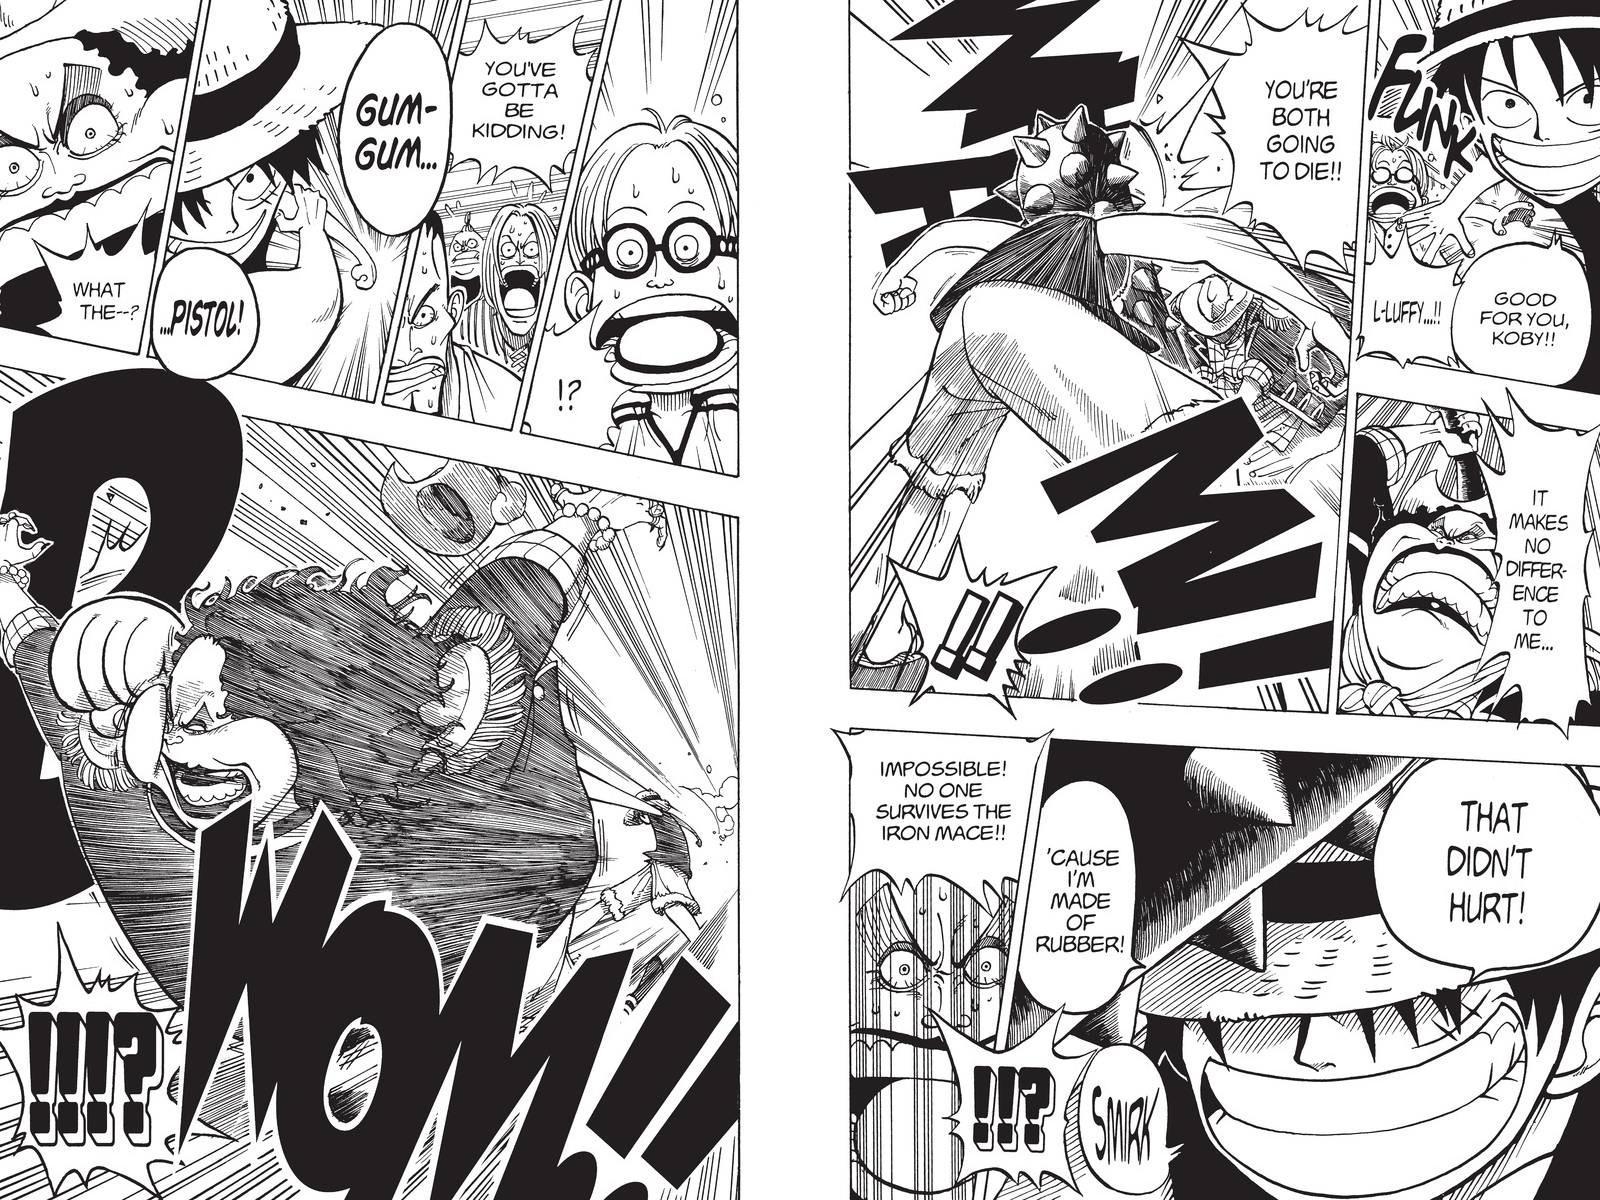 FUNK
GOOD
FOR YOU,
KOBY!!
L-LUFFY...!!
YOU'RE
BOTH
GOING
TO DIE!!
!!
IT
MAKES
NO
DIFFER-
ENCE
TO
ME...
THAT
DIDN'T
HURT!
SMIRK
'CAUSE
I'M
MADE
OF
RUBBER!
IMPOSSIBLE!
NO ONE
SURVIVES THE
IRON MACE!!
!!?
!?
YOU'VE
GOTTA
BE
KIDDING!
GUM-
GUM...
...PISTOL!
WHAT
THE--?
WOM!!
!!!?